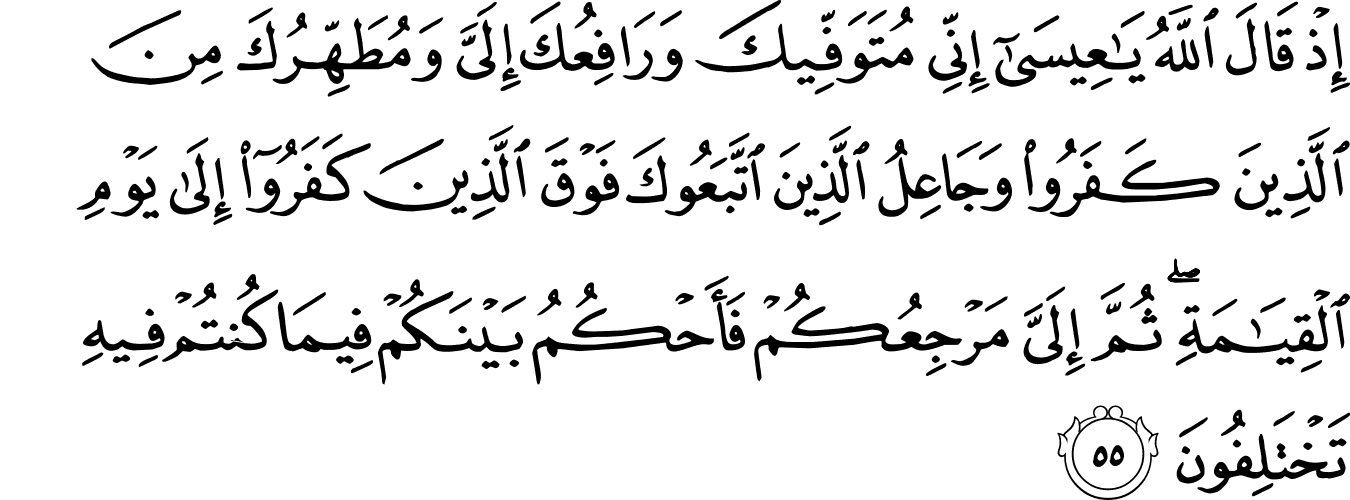 إِذْ قَالَ ٱللَّهُ يَـٰعِيسَىٰٓ إِنِّى مُتَوَفِّيكَ وَرَافِعُكَ إِلَىَّ وَمُطَهِّرُكَ مِنَ
ٱلَّذِينَ كَفَرُوا۟ وَجَاعِلُ ٱلَّذِينَ ٱتَّبَعُوكَ فَوْقَ ٱلَّذِينَ كَفَرُوٓا۟ إِلَىٰ يَوْمِ
ٱلْقِيَـٰمَةِ ۖ ثُمَّ إِلَىَّ مَرْجِعُكُمْ فَأَحْكُمُ بَيْنَكُمْ فِيمَا كُنتُمْ فِيهِ
تَخْتَلِفُونَ ٥٥